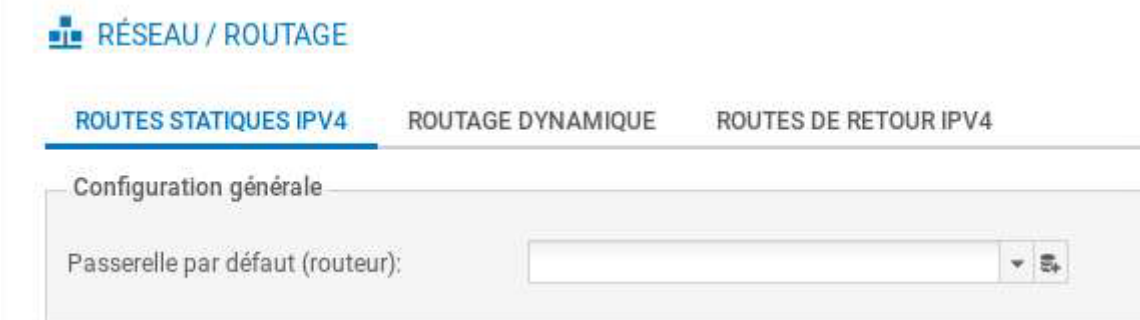 RÉSEAU / ROUTAGE
ROUTES STATIQUES IPV4 ROUTAGE DYNAMIQUE ROUTES DE RETOUR IPV4
Configuration générale
Passerelle par défaut (routeur):